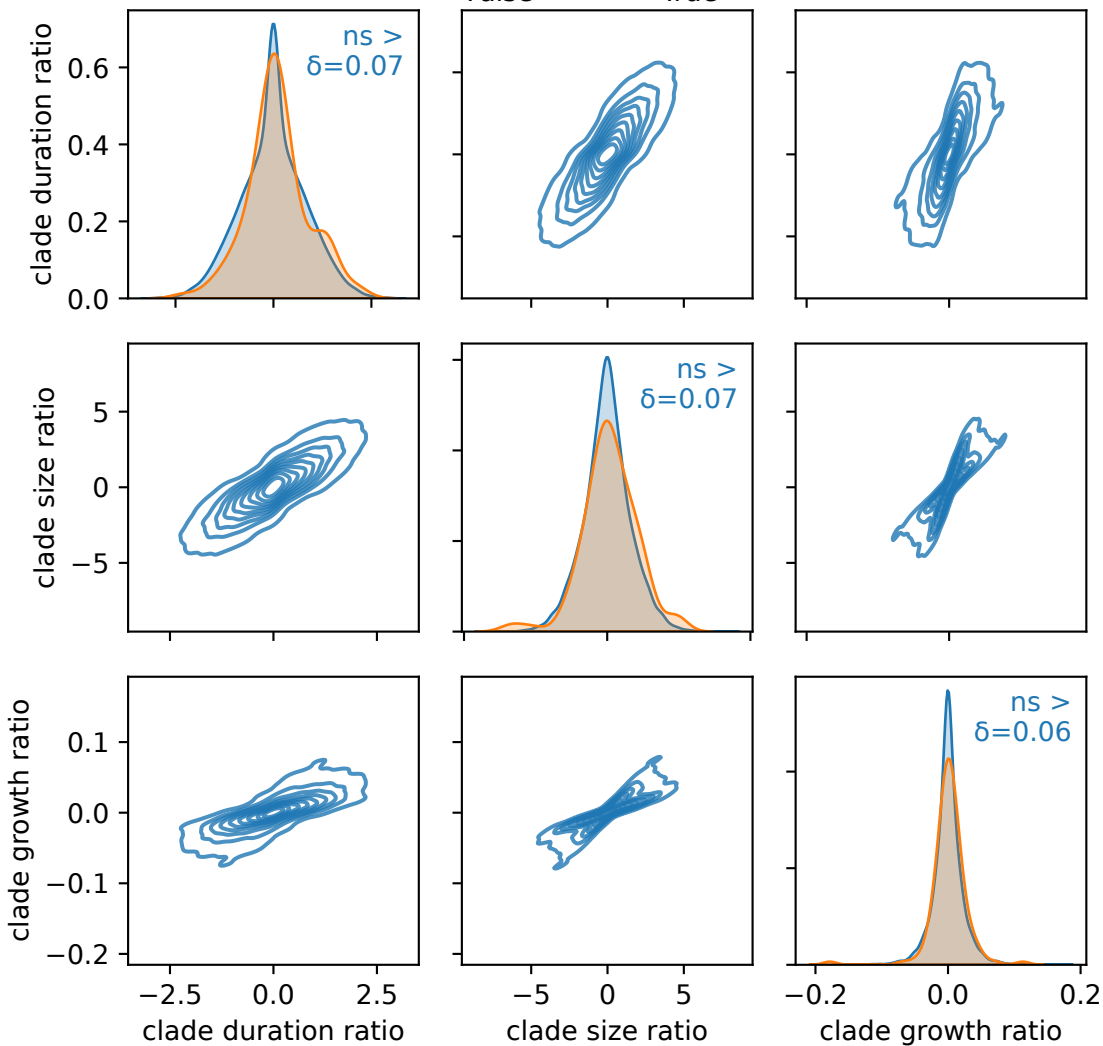 False True
clade duration ratio
0.6
0.4
0.2
0.0
ns >
δ=0.07
clade size ratio
5
0
−5
ns >
δ=0.07
clade growth ratio
0.1
0.0
−0.1
−0.2
ns >
δ=0.06
−2.5 0.0 2.5
−5 0 5
−0.2 0.0 0.2
clade duration ratio
clade size ratio
clade growth ratio